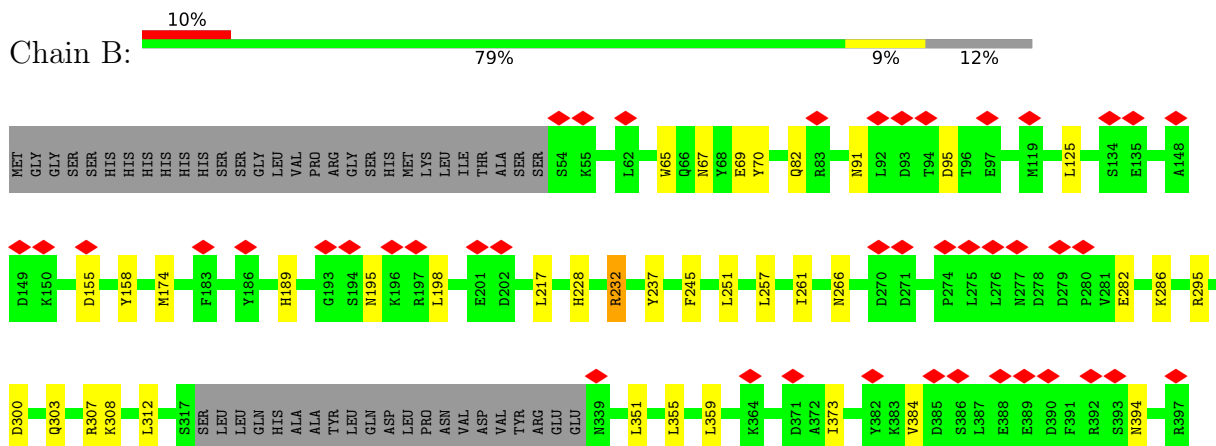 10%
Chain B:
79% 9% 12%
MET GLY GLY SER SER HIS HIS HIS HIS HIS HIS SER SER GLY LEU VAL PRO ARG GLY SER HIS MET LYS LEU ILE THR ALA SER SER S54 K55 L62 W65 Q66 N67 Y68 E69 Y70 Q82 R83 N91 L92 D93 T94 D95 T96 E97 M119 L125 S134 E135 A148
D149 K150 D155 Y158 M174 F183 Y186 H189 G193 S194 N195 K196 R197 L198 E201 D202 L217 H228 R232 Y237 F245 L251 L257 I261 N266 D270 D271 P274 L275 L276 N277 D278 D279 P280 V281 E282 K286 R295
D300 Q303 R307 K308 L312 S317 SER LEU LEU GLN HIS ALA ALA TYR LEU GLN ASP LEU PRO ASN VAL ASP VAL TYR ARG GLU GLU N339 L351 L355 L359 K364 D371 A372 I373 Y382 K383 V384 D385 S386 L387 E388 E389 D390 F391 R392 S393 N394 R397